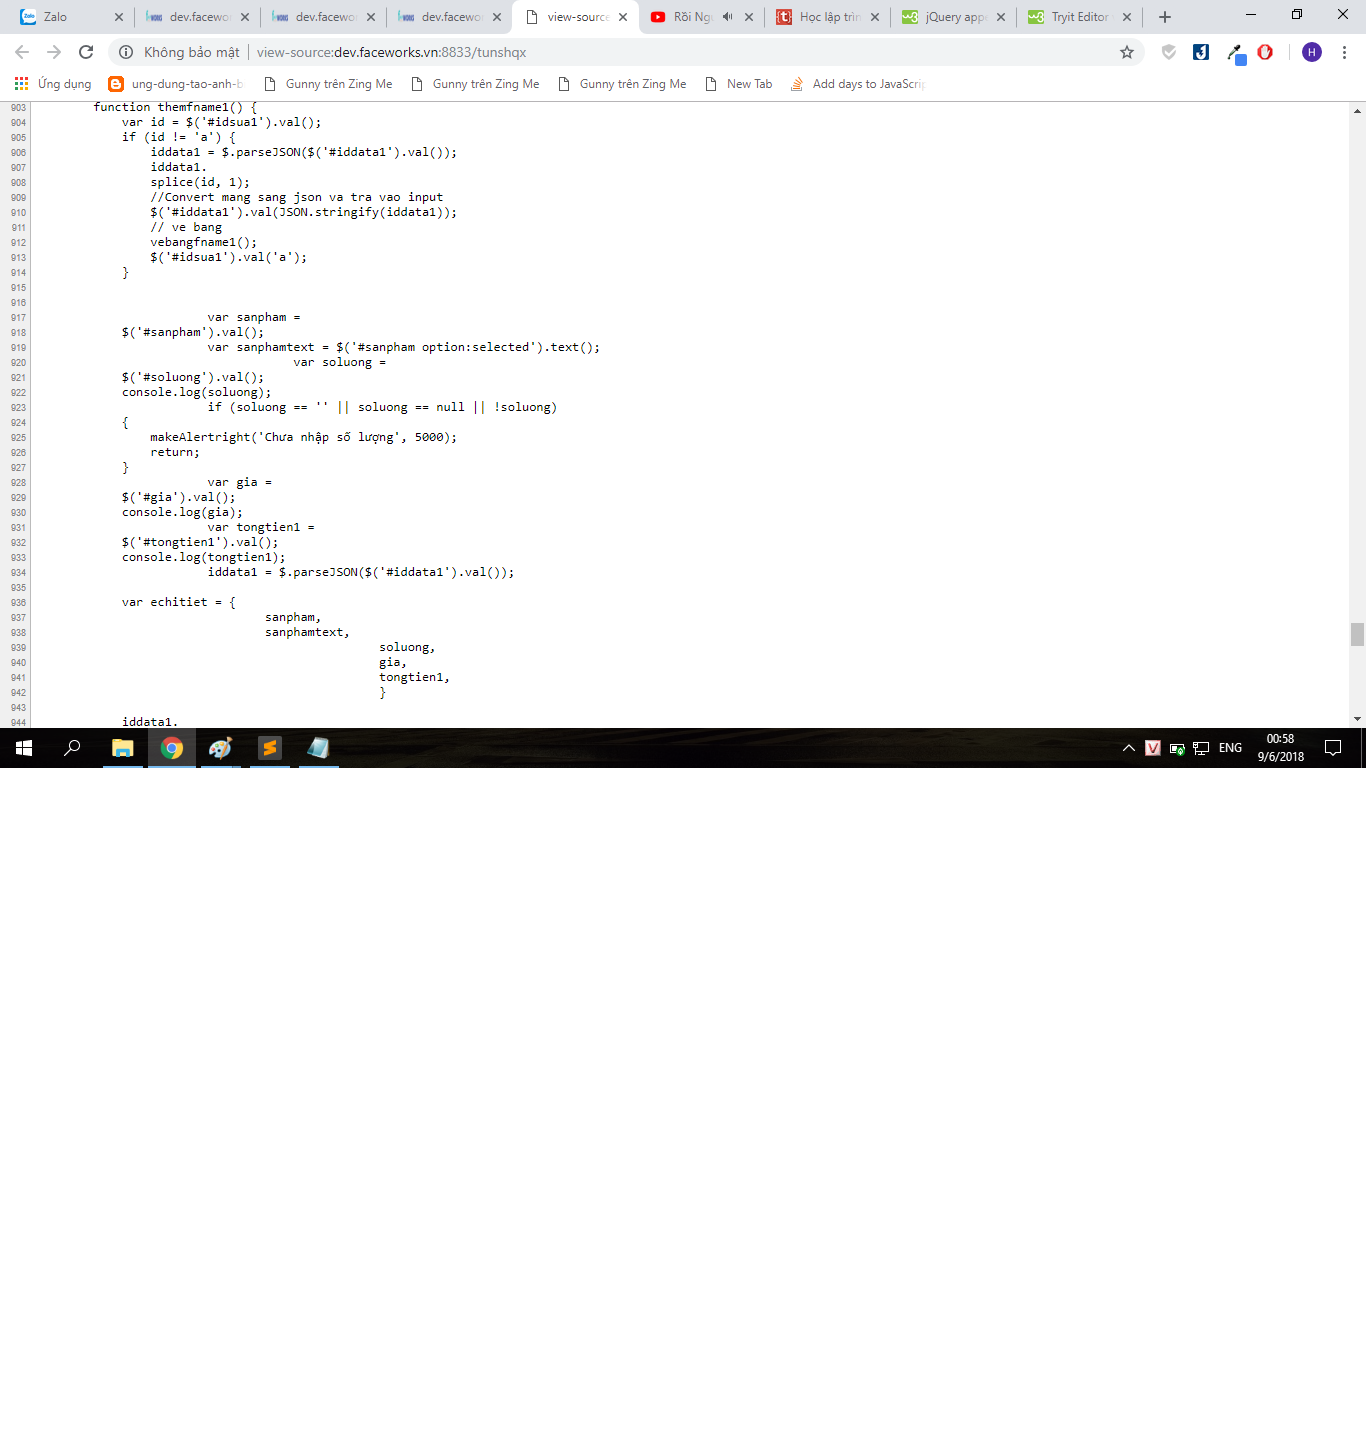 Zalo
dev.facewor
dev.facewor
dev.facewor
view-source
Rồi Ng
Học lập trìn
jQuery appe
Tryit Editor
Không bảo mật
view-source:dev.faceworks.vn:8833/tunshqx
H
Ứng dụng
ung-dung-tao-anh-b
Gunny trên Zing Me
Gunny trên Zing Me
Gunny trên Zing Me
New Tab
Add days to JavaScrip
903 function themfname1() {
904 var id = $('#idsua1').val();
905 if (id != 'a') {
906 iddata1 = $.parseJSON($('#iddata1').val());
907 iddata1.
908 splice(id, 1);
909 //Convert mang sang json va tra vao input
910 $('#iddata1').val(JSON.stringify(iddata1));
911 // ve bang
912 vebangfname1();
913 $('#idsua1').val('a');
914 }
915
916
917 var sanpham =
918 $('#sanpham').val();
919 var sanphamtext = $('#sanpham option:selected').text();
920 var soluong =
921 $('#soluong').val();
922 console.log(soluong);
923 if (soluong == '' || soluong == null || !soluong)
924 {
925 makeAlertright('Chưa nhập số lượng', 5000);
926 return;
927 }
928 var gia =
929 $('#gia').val();
930 console.log(gia);
931 var tongtien1 =
932 $('#tongtien1').val();
933 console.log(tongtien1);
934 iddata1 = $.parseJSON($('#iddata1').val());
935
936 var echitiet = {
937 sanpham,
938 sanphamtext,
939 soluong,
940 gia,
941 tongtien1,
942 }
943
944 iddata1.
ENG
00:58
9/6/2018